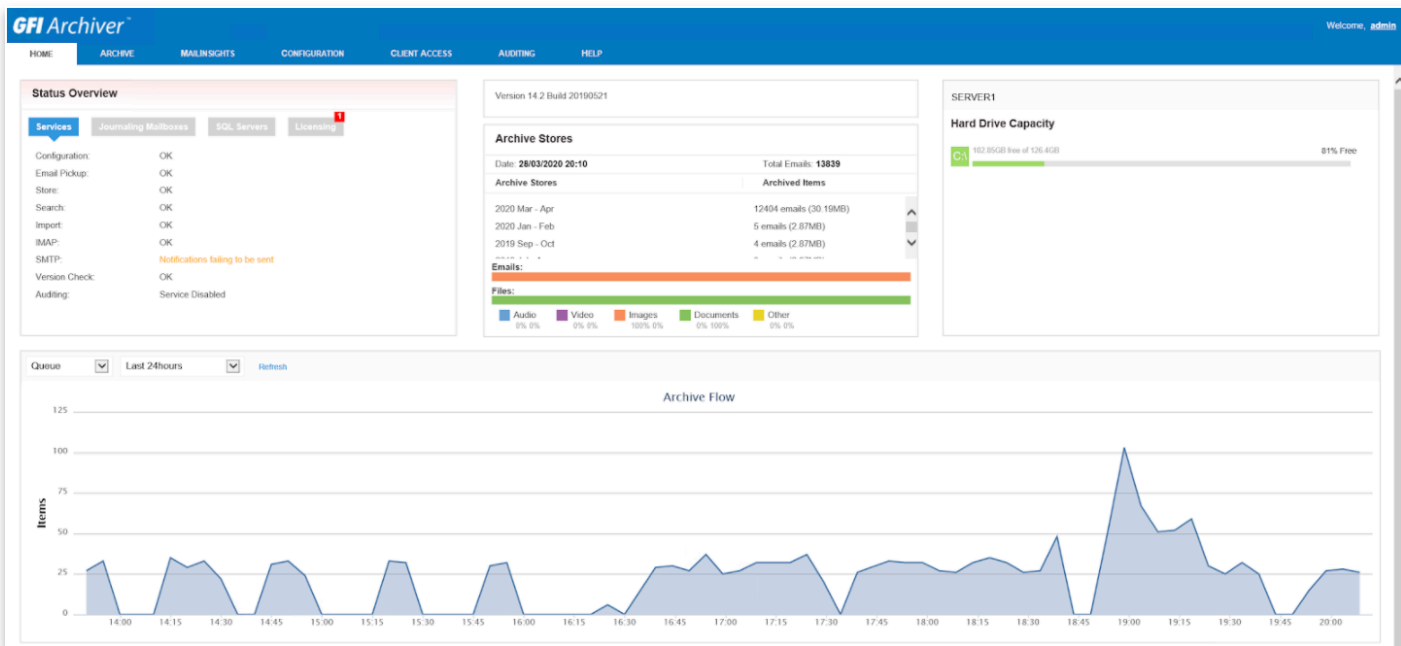 GFI Archiver™
Welcome, admin
HOME ARCHIVE MAILINSIGHTS CONFIGURATION CLIENT ACCESS AUDITING HELP
Status Overview
Services Journaling Mailboxes SQL Servers Licensing 1
Configuration: OK
Email Pickup: OK
Store: OK
Search: OK
Import: OK
IMAP: OK
SMTP: Notifications failing to be sent
Version Check: OK
Auditing: Service Disabled
Version 14.2 Build 20190521
Archive Stores
Date: 28/03/2020 20:10 Total Emails: 13839
Archive Stores Archived Items
2020 Mar - Apr 12404 emails (30.19MB)
2020 Jan - Feb 5 emails (2.87MB)
2019 Sep - Oct 4 emails (2.87MB)
Emails:
Files:
Audio Video Images Documents Other
0% 0% 0% 0% 100% 0% 0% 100% 0% 0%
SERVER1
Hard Drive Capacity
C:\ 102.85GB free of 126.4GB 81% Free
Queue Last 24hours Refresh
Archive Flow
Items
125
100
75
50
25
0
14:00 14:15 14:30 14:45 15:00 15:15 15:30 15:45 16:00 16:15 16:30 16:45 17:00 17:15 17:30 17:45 18:00 18:15 18:30 18:45 19:00 19:15 19:30 19:45 20:00